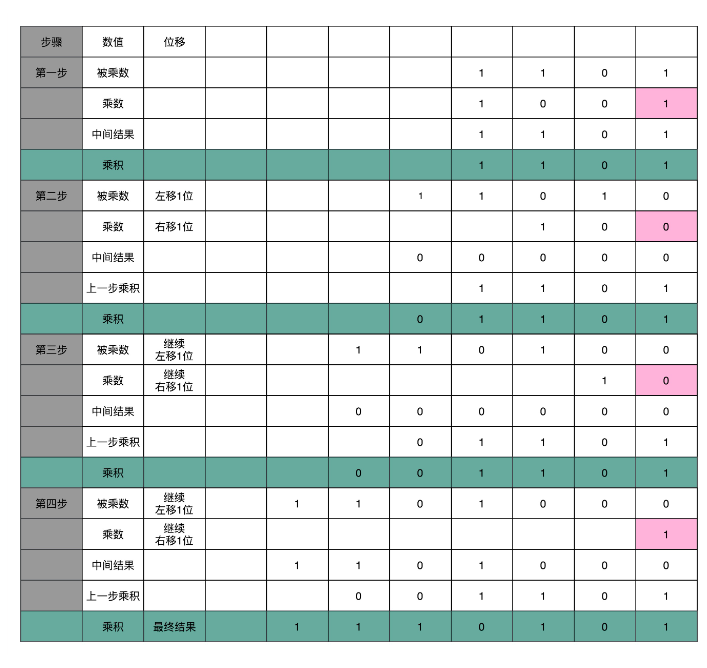 步骤 数值 位移
第一步 被乘数 1 1 0 1
乘数 1 0 0 1
中间结果 1 1 0 1
乘积 1 1 0 1
第二步 被乘数 左移1位 1 1 0 1 0
乘数 右移1位 1 0 0
中间结果 0 0 0 0 0
上一步乘积 1 1 0 1
乘积 0 1 1 0 1
第三步 被乘数 继续
左移1位 1 1 0 1 0 0
乘数 继续
右移1位 1 0
中间结果 0 0 0 0 0 0
上一步乘积 0 1 1 0 1
乘积 0 0 1 1 0 1
第四步 被乘数 继续
左移1位 1 1 0 1 0 0 0
乘数 继续
右移1位 1
中间结果 1 1 0 1 0 0 0
上一步乘积 0 0 1 1 0 1
乘积 最终结果 1 1 1 0 1 0 1